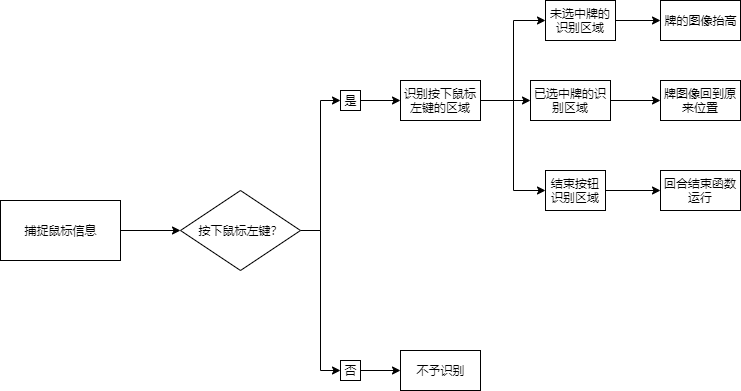 未选中牌的
识别区域
牌的图像抬高
是
识别按下鼠标
左键的区域
已选中牌的识
别区域
牌图像回到原
来位置
结束按钮
识别区域
回合结束函数
运行
捕捉鼠标信息
按下鼠标左键？
否
不予识别